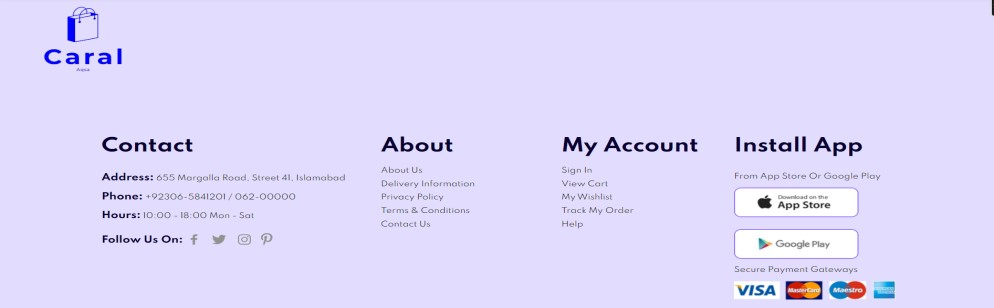 Caral
Contact
Address: 655 Margalla Road, Street 41, Islamabad
Phone: +92306-5841201 / 062-00000
Hours: 10:00 - 18:00 Mon - Sat
Follow Us On:
About
About Us
Delivery Information
Privacy Policy
Terms & Conditions
Contact Us
My Account
Sign In
View Cart
My Wishlist
Track My Order
Help
Install App
From App Store Or Google Play
Download on the
App Store
Google Play
Secure Payment Gateways
VISA MasterCard Maestro